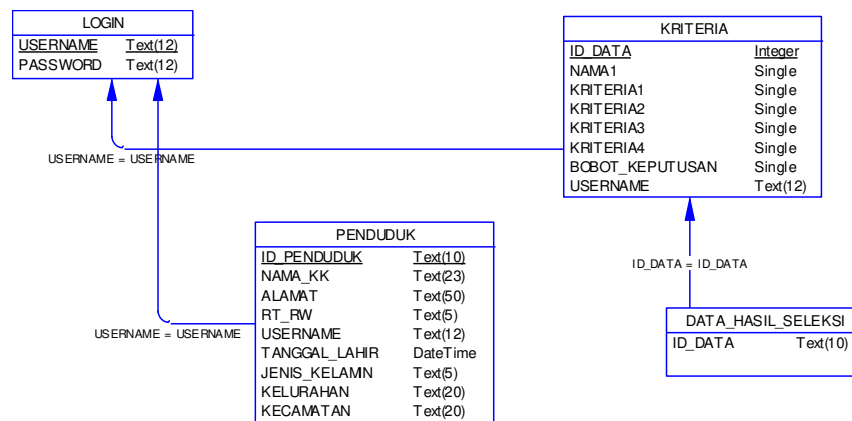 LOGIN
USERNAME Text(12)
PASSWORD Text(12)
KRITERIA
ID_DATA Integer
NAMA1 Single
KRITERIA1 Single
KRITERIA2 Single
KRITERIA3 Single
KRITERIA4 Single
BOBOT_KEPUTUSAN Single
USERNAME Text(12)
USERNAME = USERNAME
PENDUDUK
ID_PENDUDUK Text(10)
NAMA_KK Text(23)
ALAMAT Text(50)
RT_RW Text(5)
USERNAME Text(12)
TANGGAL_LAHIR DateTime
JENIS_KELAMIN Text(5)
KELURAHAN Text(20)
KECAMATAN Text(20)
USERNAME = USERNAME
ID_DATA = ID_DATA
DATA_HASIL_SELEKSI
ID_DATA Text(10)